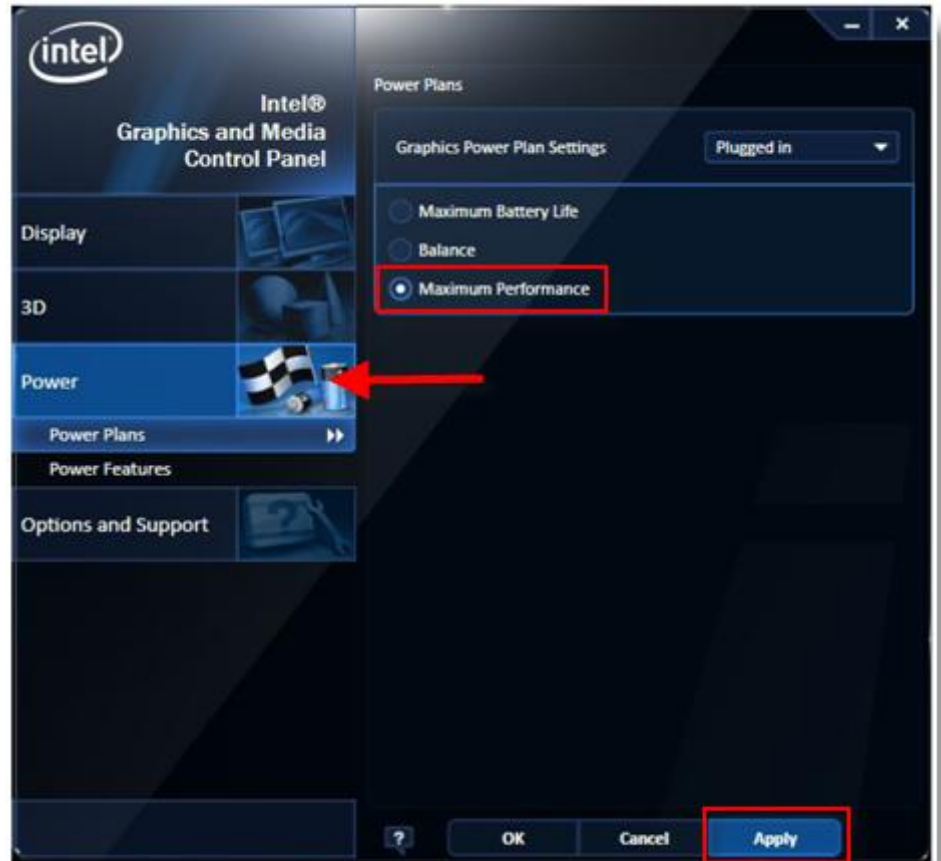 intel
Intel®
Graphics and Media
Control Panel
Display
3D
Power
Power Plans
Power Features
Options and Support
Power Plans
Graphics Power Plan Settings
Plugged in
Maximum Battery Life
Balance
Maximum Performance
?
OK
Cancel
Apply